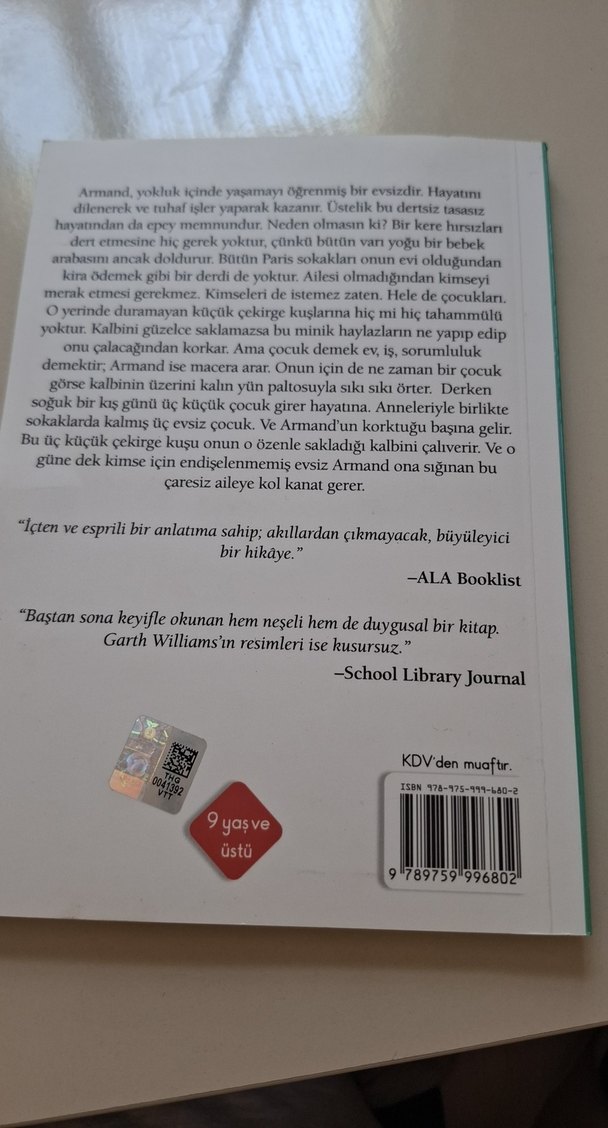 Armand, yokluk içinde yaşamayı öğrenmiş bir evsizdir. Hayatını
dilenerek ve tuhaf işler yaparak kazanır. Üstelik bu dertsiz tasasız
hayatından da epey memnundur. Neden olmasın ki? Bir kere hırsızları
dert etmesine hiç gerek yoktur, çünkü bütün varı yoğu bir bebek
arabasını ancak doldurur. Bütün Paris sokakları onun evi olduğundan
kira ödemek gibi bir derdi de yoktur. Ailesi olmadığından kimseyi
merak etmesi gerekmez. Kimseleri de istemez zaten. Hele de çocukları.
O yerinde duramayan küçük çekirge kuşlarına hiç mi hiç tahammülü
yoktur. Kalbini güzelce saklamazsa bu minik haylazların ne yapıp edip
onu çalacağından korkar. Ama çocuk demek ev, iş, sorumluluk
demektir; Armand ise macera arar. Onun için de ne zaman bir çocuk
görse kalbinin üzerini kalın yün paltosuyla sıkı sıkı örter. Derken
soğuk bir kış günü üç küçük çocuk girer hayatına. Anneleriyle birlikte
sokaklarda kalmış üç evsiz çocuk. Ve Armand'un korktuğu başına gelir.
Bu üç küçük çekirge kuşu onun o özenle sakladığı kalbini çalıverir. Ve o
güne dek kimse için endişelenmemiş evsiz Armand ona sığınan bu
çaresiz aileye kol kanat gerer.
"İçten ve esprili bir anlatıma sahip; akıllardan çıkmayacak, büyüleyici
bir hikâye."
–ALA Booklist
"Baştan sona keyifle okunan hem neşeli hem de duygusal bir kitap.
Garth Williams'ın resimleri ise kusursuz."
–School Library Journal
THG
0041392
VTT
9 yaş ve
üstü
KDV'den muaftır.
ISBN 978-975-999-680-2
9 789759 996802